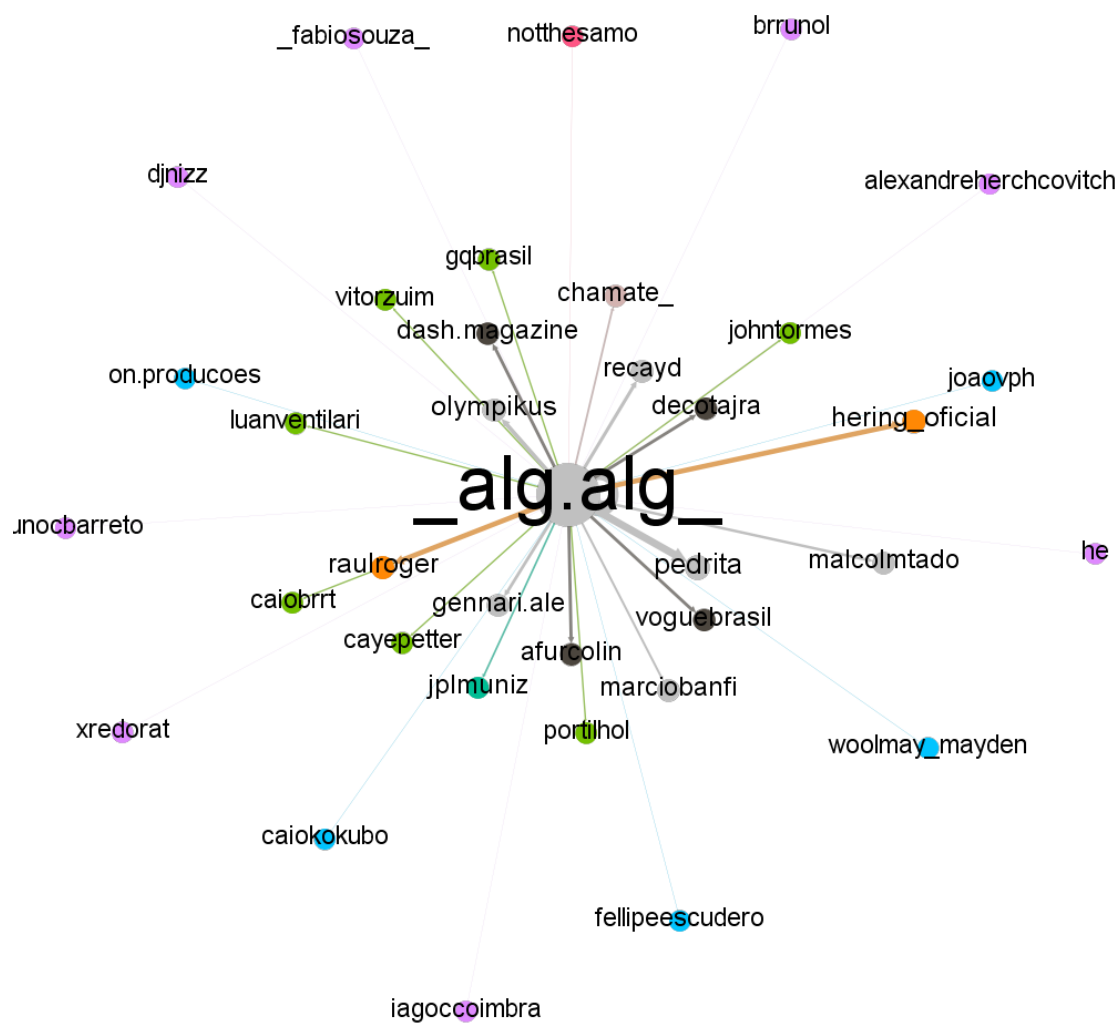 _fabiosouza_
notthesamo
brrunol
djnizz
alexandreherchcovitch
gqbrasil
vitorzuim
chamate_
dash.magazine
johntormes
recayd
on.producoes
joaovph
olympikus
decotajra
luanventilari
hering_oficial
_alg.alg_
unocbarreto
he
raulroger
pedrita
malcolmtado
caiobrrt
gennari.ale
voguebrasil
cayepetter
afurcolin
jplmuniz
marciobanfi
xredorat
portilhol
woolmay_mayden
caiokokubo
fellipeescudero
iagoccoimbra